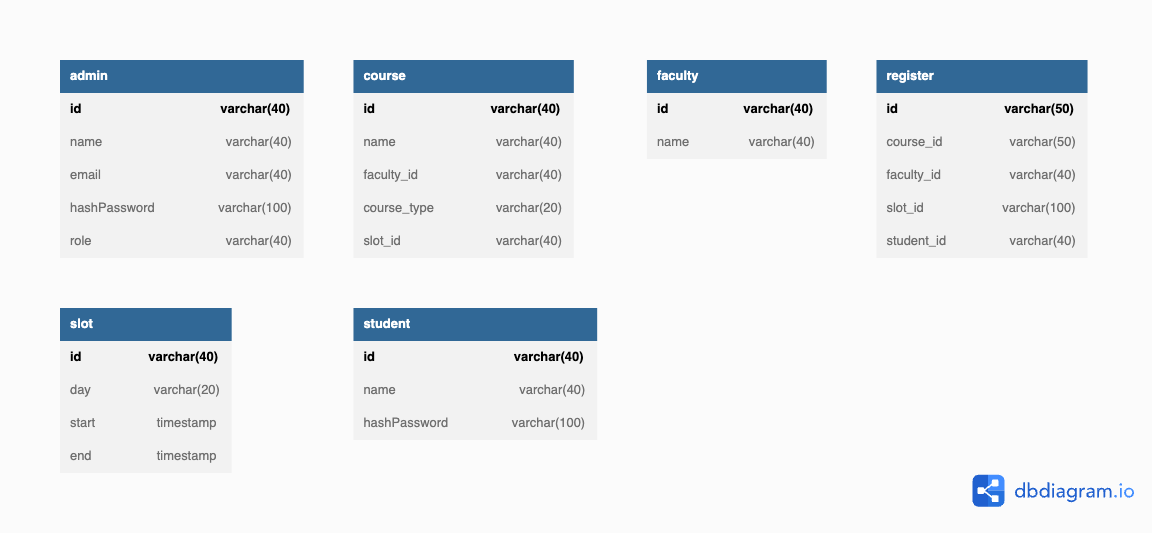 admin
id varchar(40)
name varchar(40)
email varchar(40)
hashPassword varchar(100)
role varchar(40)
course
id varchar(40)
name varchar(40)
faculty_id varchar(40)
course_type varchar(20)
slot_id varchar(40)
faculty
id varchar(40)
name varchar(40)
register
id varchar(50)
course_id varchar(50)
faculty_id varchar(40)
slot_id varchar(100)
student_id varchar(40)
slot
id varchar(40)
day varchar(20)
start timestamp
end timestamp
student
id varchar(40)
name varchar(40)
hashPassword varchar(100)
dbdiagram.io